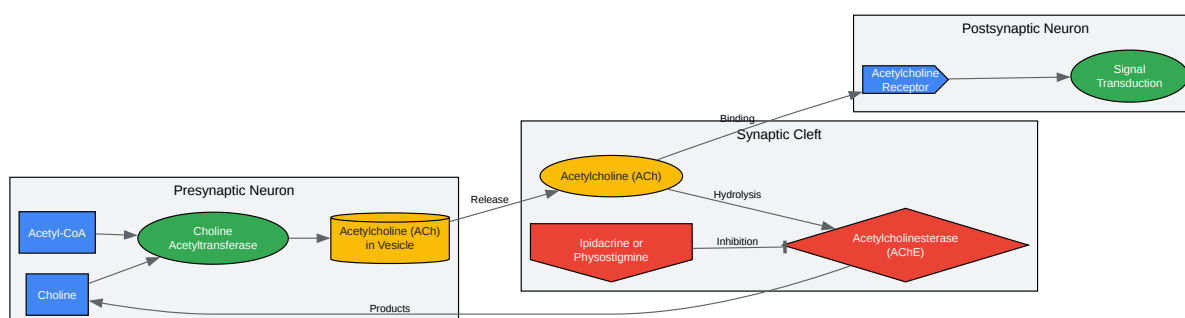 Postsynaptic Neuron
Acetylcholine
Receptor
Signal
Transduction
Binding
Synaptic Cleft
Acetylcholine (ACh)
Hydrolysis
Release
Presynaptic Neuron
Acetyl-CoA
Choline
Acetyltransferase
Acetylcholine (ACh)
in Vesicle
Ipidacrine or
Physostigmine
Inhibition
Acetylcholinesterase
(AChE)
Choline
Products